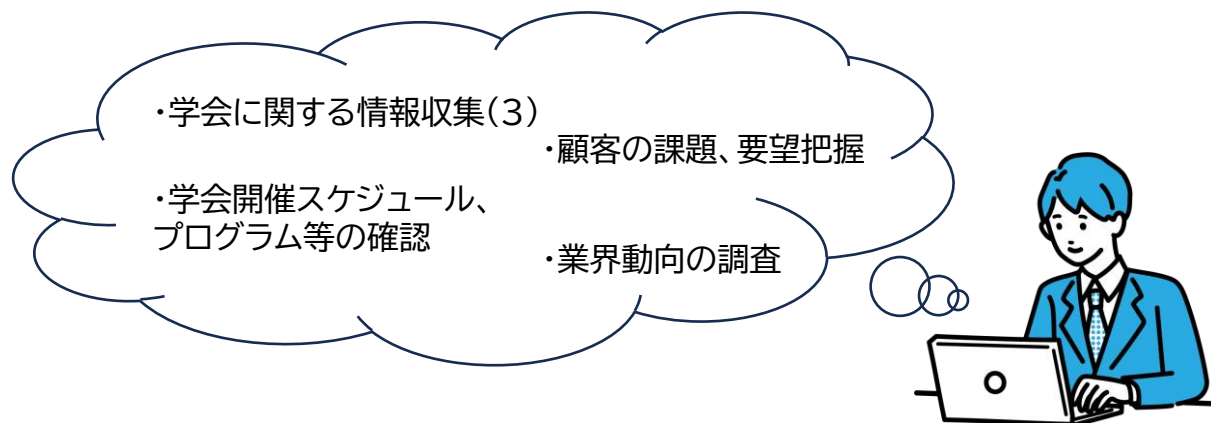 ・学会に関する情報収集(3)
・顧客の課題、要望把握
・学会開催スケジュール、
プログラム等の確認
・業界動向の調査